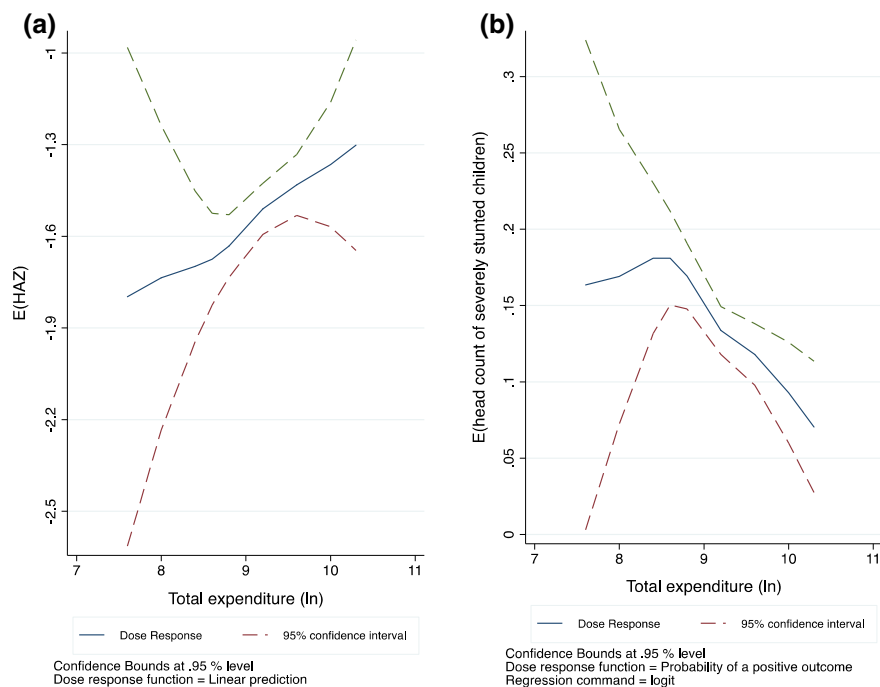 (a)
E(HAZ)
-1
-1.3
-1.6
-1.9
-2.2
-2.5
7 8 9 10 11
Total expenditure (ln)
Dose Response 95% confidence interval
Confidence Bounds at .95 % level
Dose response function = Linear prediction
(b)
E(head count of severely stunted children)
.3
.25
.2
.15
.1
.05
0
7 8 9 10 11
Total expenditure (ln)
Dose Response 95% confidence interval
Confidence Bounds at .95 % level
Dose response function = Probability of a positive outcome
Regression command = logit